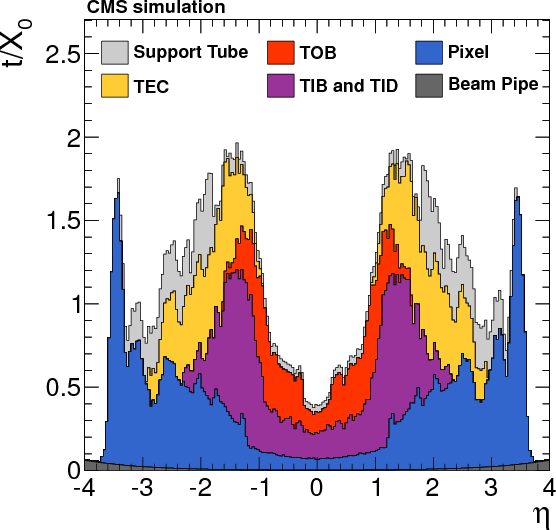 CMS simulation
t/X₀
Support Tube TOB Pixel
TEC TIB and TID Beam Pipe
2.5
2
1.5
1
0.5
0
-4 -3 -2 -1 0 1 2 3 4
η